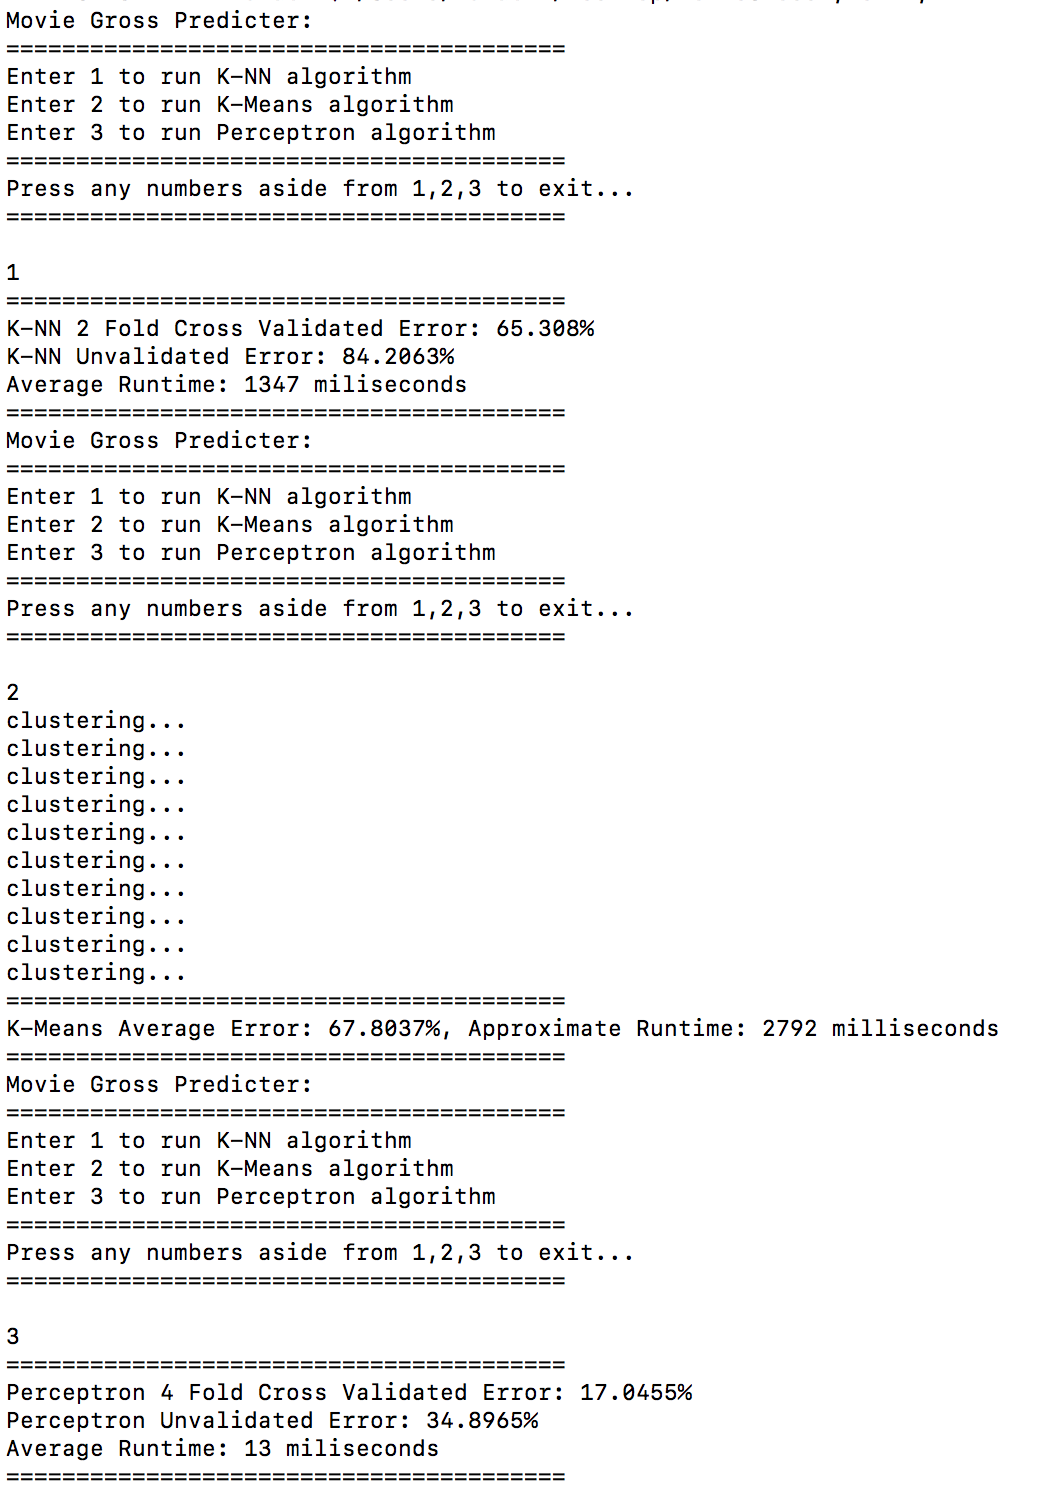 Movie Gross Predicter:
========================================
Enter 1 to run K-NN algorithm
Enter 2 to run K-Means algorithm
Enter 3 to run Perceptron algorithm
========================================
Press any numbers aside from 1,2,3 to exit...
========================================
1
========================================
K-NN 2 Fold Cross Validated Error: 65.308%
K-NN Unvalidated Error: 84.2063%
Average Runtime: 1347 miliseconds
========================================
Movie Gross Predicter:
========================================
Enter 1 to run K-NN algorithm
Enter 2 to run K-Means algorithm
Enter 3 to run Perceptron algorithm
========================================
Press any numbers aside from 1,2,3 to exit...
========================================
2
clustering...
clustering...
clustering...
clustering...
clustering...
clustering...
clustering...
clustering...
clustering...
clustering...
========================================
K-Means Average Error: 67.8037%, Approximate Runtime: 2792 milliseconds
========================================
Movie Gross Predicter:
========================================
Enter 1 to run K-NN algorithm
Enter 2 to run K-Means algorithm
Enter 3 to run Perceptron algorithm
========================================
Press any numbers aside from 1,2,3 to exit...
========================================
3
========================================
Perceptron 4 Fold Cross Validated Error: 17.0455%
Perceptron Unvalidated Error: 34.8965%
Average Runtime: 13 miliseconds
========================================